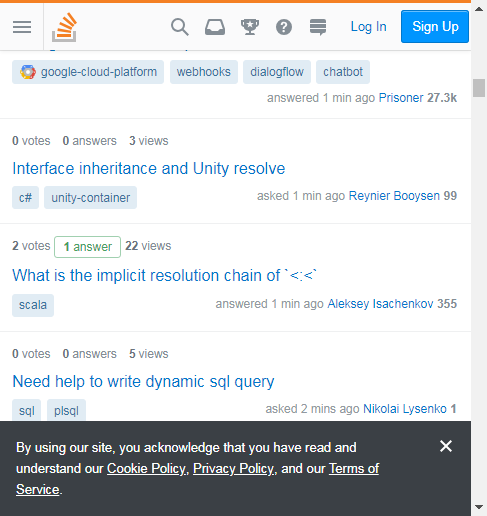 Log In Sign Up
google-cloud-platform webhooks dialogflow chatbot
answered 1 min ago Prisoner 27.3k
0 votes 0 answers 3 views
Interface inheritance and Unity resolve
c# unity-container asked 1 min ago Reynier Booysen 99
2 votes 1 answer 22 views
What is the implicit resolution chain of `<:<`
scala answered 1 min ago Aleksey Isachenkov 355
0 votes 0 answers 5 views
Need help to write dynamic sql query
sql plsql asked 2 mins ago Nikolai Lysenko 1
By using our site, you acknowledge that you have read and
understand our Cookie Policy, Privacy Policy, and our Terms of
Service.